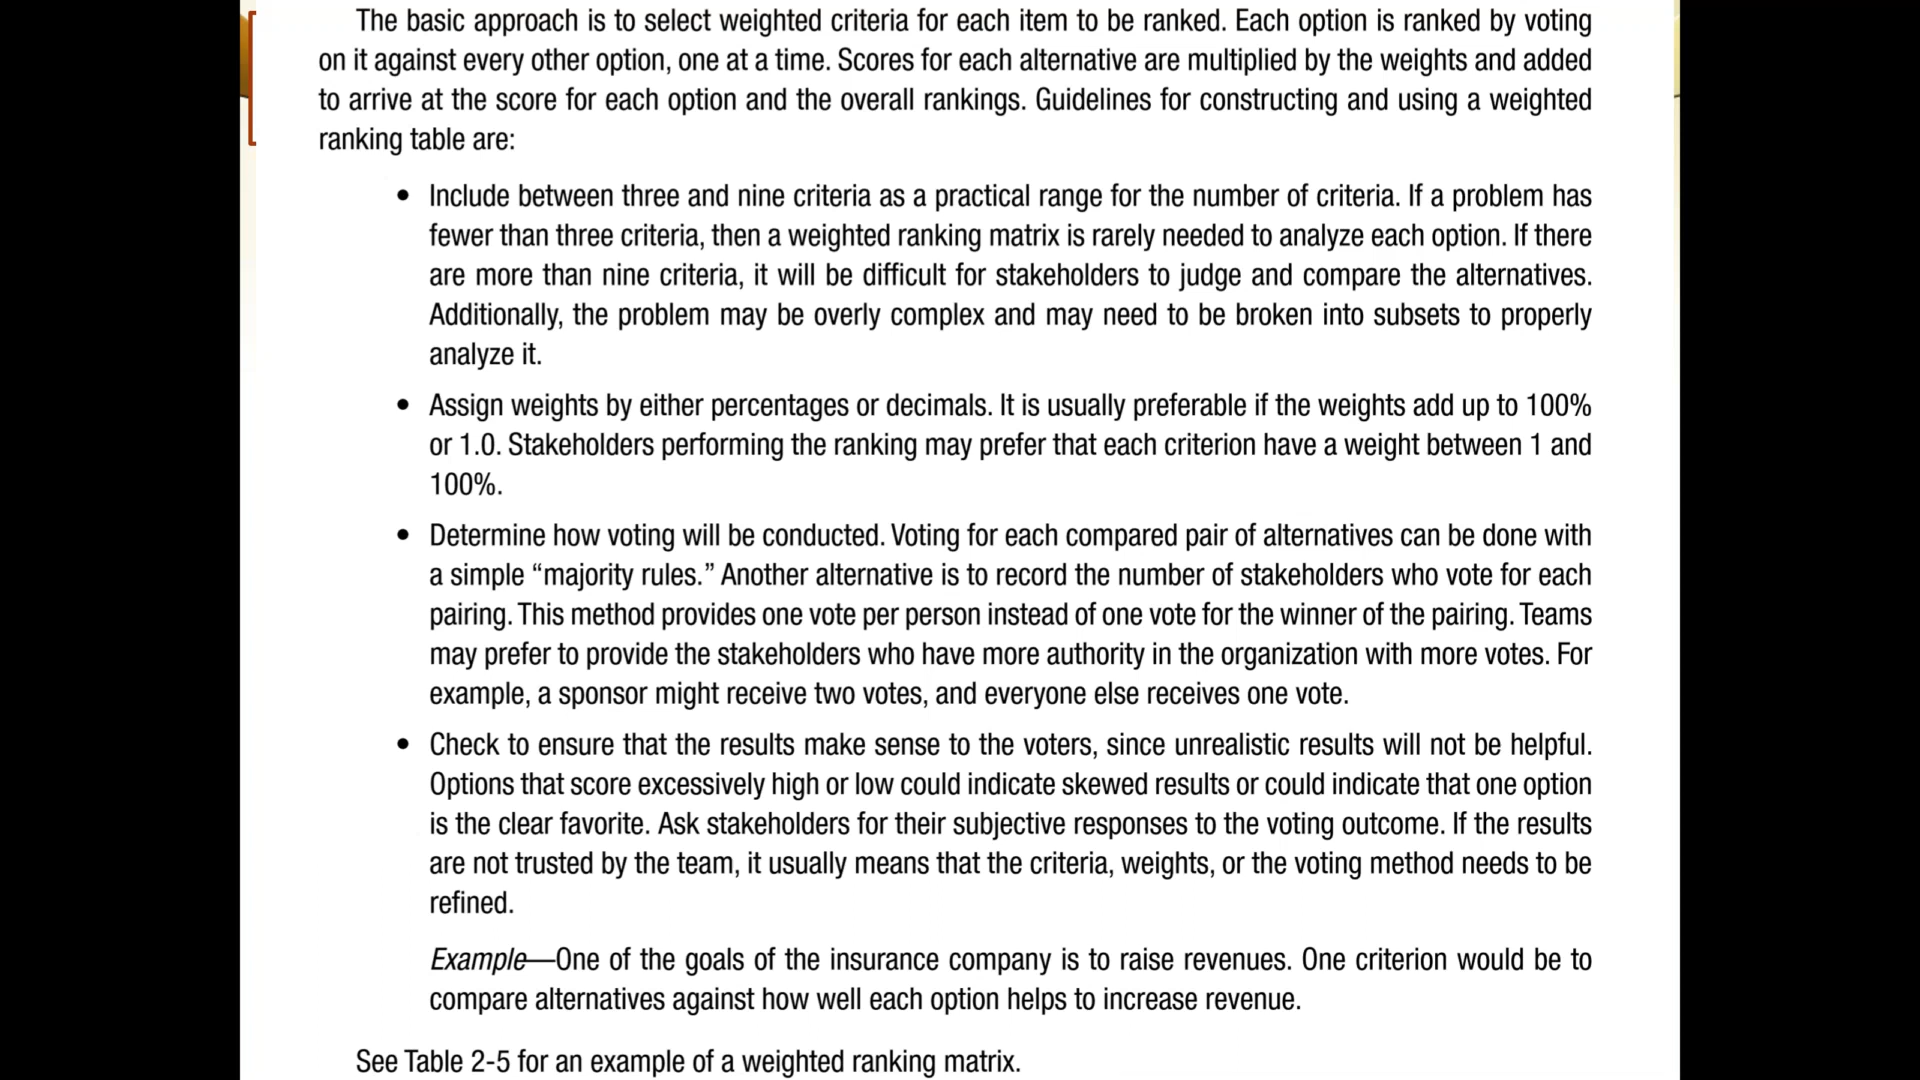 The basic approach is to select weighted criteria for each item to be ranked. Each option is ranked by voting
on it against every other option, one at a time. Scores for each alternative are multiplied by the weights and added
to arrive at the score for each option and the overall rankings. Guidelines for constructing and using a weighted
ranking table are:
• Include between three and nine criteria as a practical range for the number of criteria. If a problem has
fewer than three criteria, then a weighted ranking matrix is rarely needed to analyze each option. If there
are more than nine criteria, it will be difficult for stakeholders to judge and compare the alternatives.
Additionally, the problem may be overly complex and may need to be broken into subsets to properly
analyze it.
• Assign weights by either percentages or decimals. It is usually preferable if the weights add up to 100%
or 1.0. Stakeholders performing the ranking may prefer that each criterion have a weight between 1 and
100%.
• Determine how voting will be conducted. Voting for each compared pair of alternatives can be done with
a simple “majority rules.” Another alternative is to record the number of stakeholders who vote for each
pairing. This method provides one vote per person instead of one vote for the winner of the pairing. Teams
may prefer to provide the stakeholders who have more authority in the organization with more votes. For
example, a sponsor might receive two votes, and everyone else receives one vote.
• Check to ensure that the results make sense to the voters, since unrealistic results will not be helpful.
Options that score excessively high or low could indicate skewed results or could indicate that one option
is the clear favorite. Ask stakeholders for their subjective responses to the voting outcome. If the results
are not trusted by the team, it usually means that the criteria, weights, or the voting method needs to be
refined.
Example—One of the goals of the insurance company is to raise revenues. One criterion would be to
compare alternatives against how well each option helps to increase revenue.
See Table 2-5 for an example of a weighted ranking matrix.